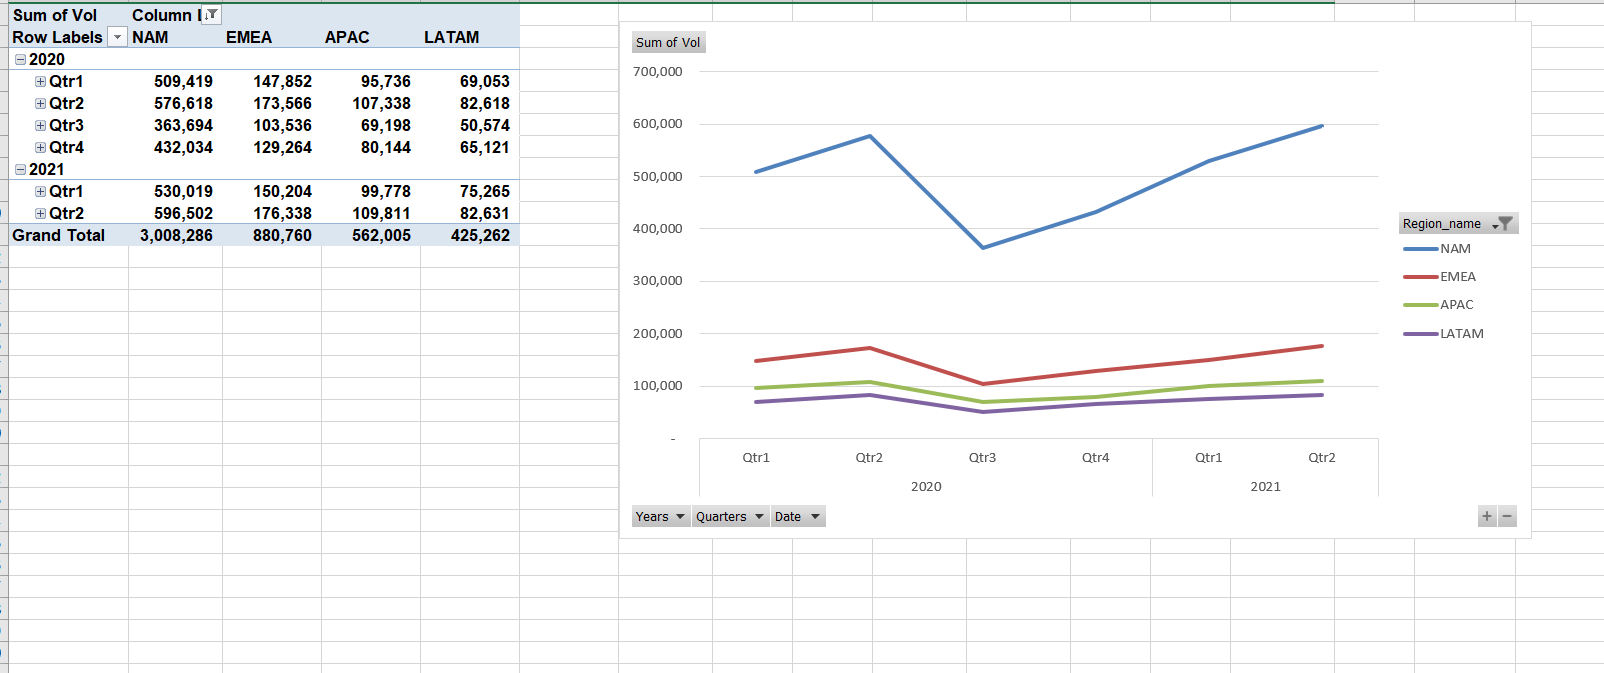 Sum of Vol Column
Row Labels NAM EMEA APAC LATAM
2020
Qtr1 509,419 147,852 95,736 69,053
Qtr2 576,618 173,566 107,338 82,618
Qtr3 363,694 103,536 69,198 50,574
Qtr4 432,034 129,264 80,144 65,121
2021
Qtr1 530,019 150,204 99,778 75,265
Qtr2 596,502 176,338 109,811 82,631
Grand Total 3,008,286 880,760 562,005 425,262
Sum of Vol
700,000
600,000
500,000
400,000
300,000
200,000
100,000
-
Qtr1 Qtr2 Qtr3 Qtr4 Qtr1 Qtr2
2020 2021
Region_name
NAM
EMEA
APAC
LATAM
Years Quarters Date
+ −